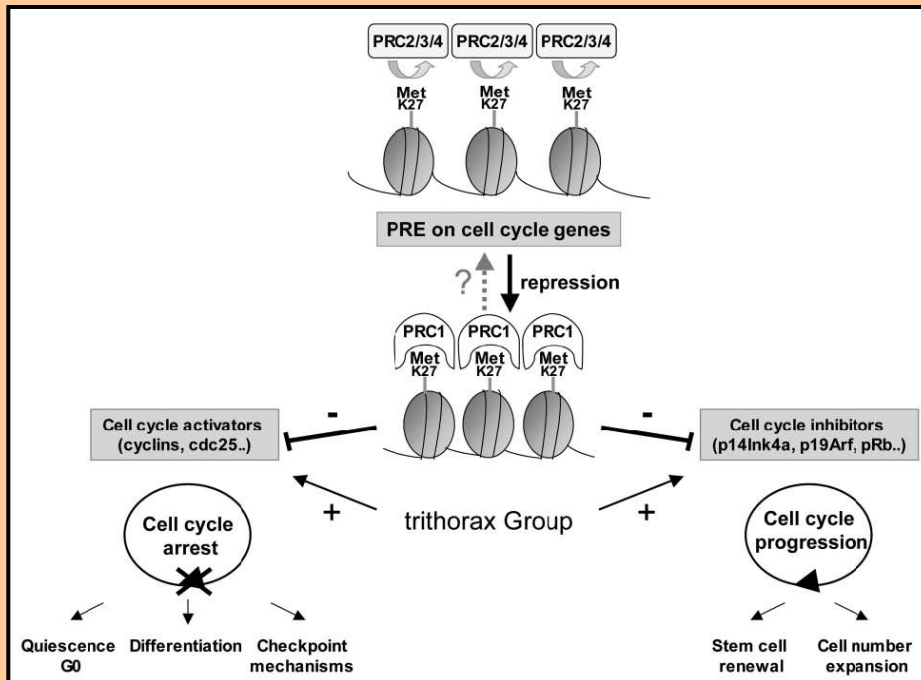 PRC2/3/4 PRC2/3/4 PRC2/3/4
Met Met Met
K27 K27 K27
PRE on cell cycle genes
?
repression
PRC1 PRC1 PRC1
Met Met Met
K27 K27 K27
- -
Cell cycle activators
(cyclins, cdc25..)
Cell cycle inhibitors
(p14Ink4a, p19Arf, pRb..)
+ trithorax Group +
Cell cycle
arrest
Cell cycle
progression
Quiescence
G0
Differentiation
Checkpoint
mechanisms
Stem cell
renewal
Cell number
expansion